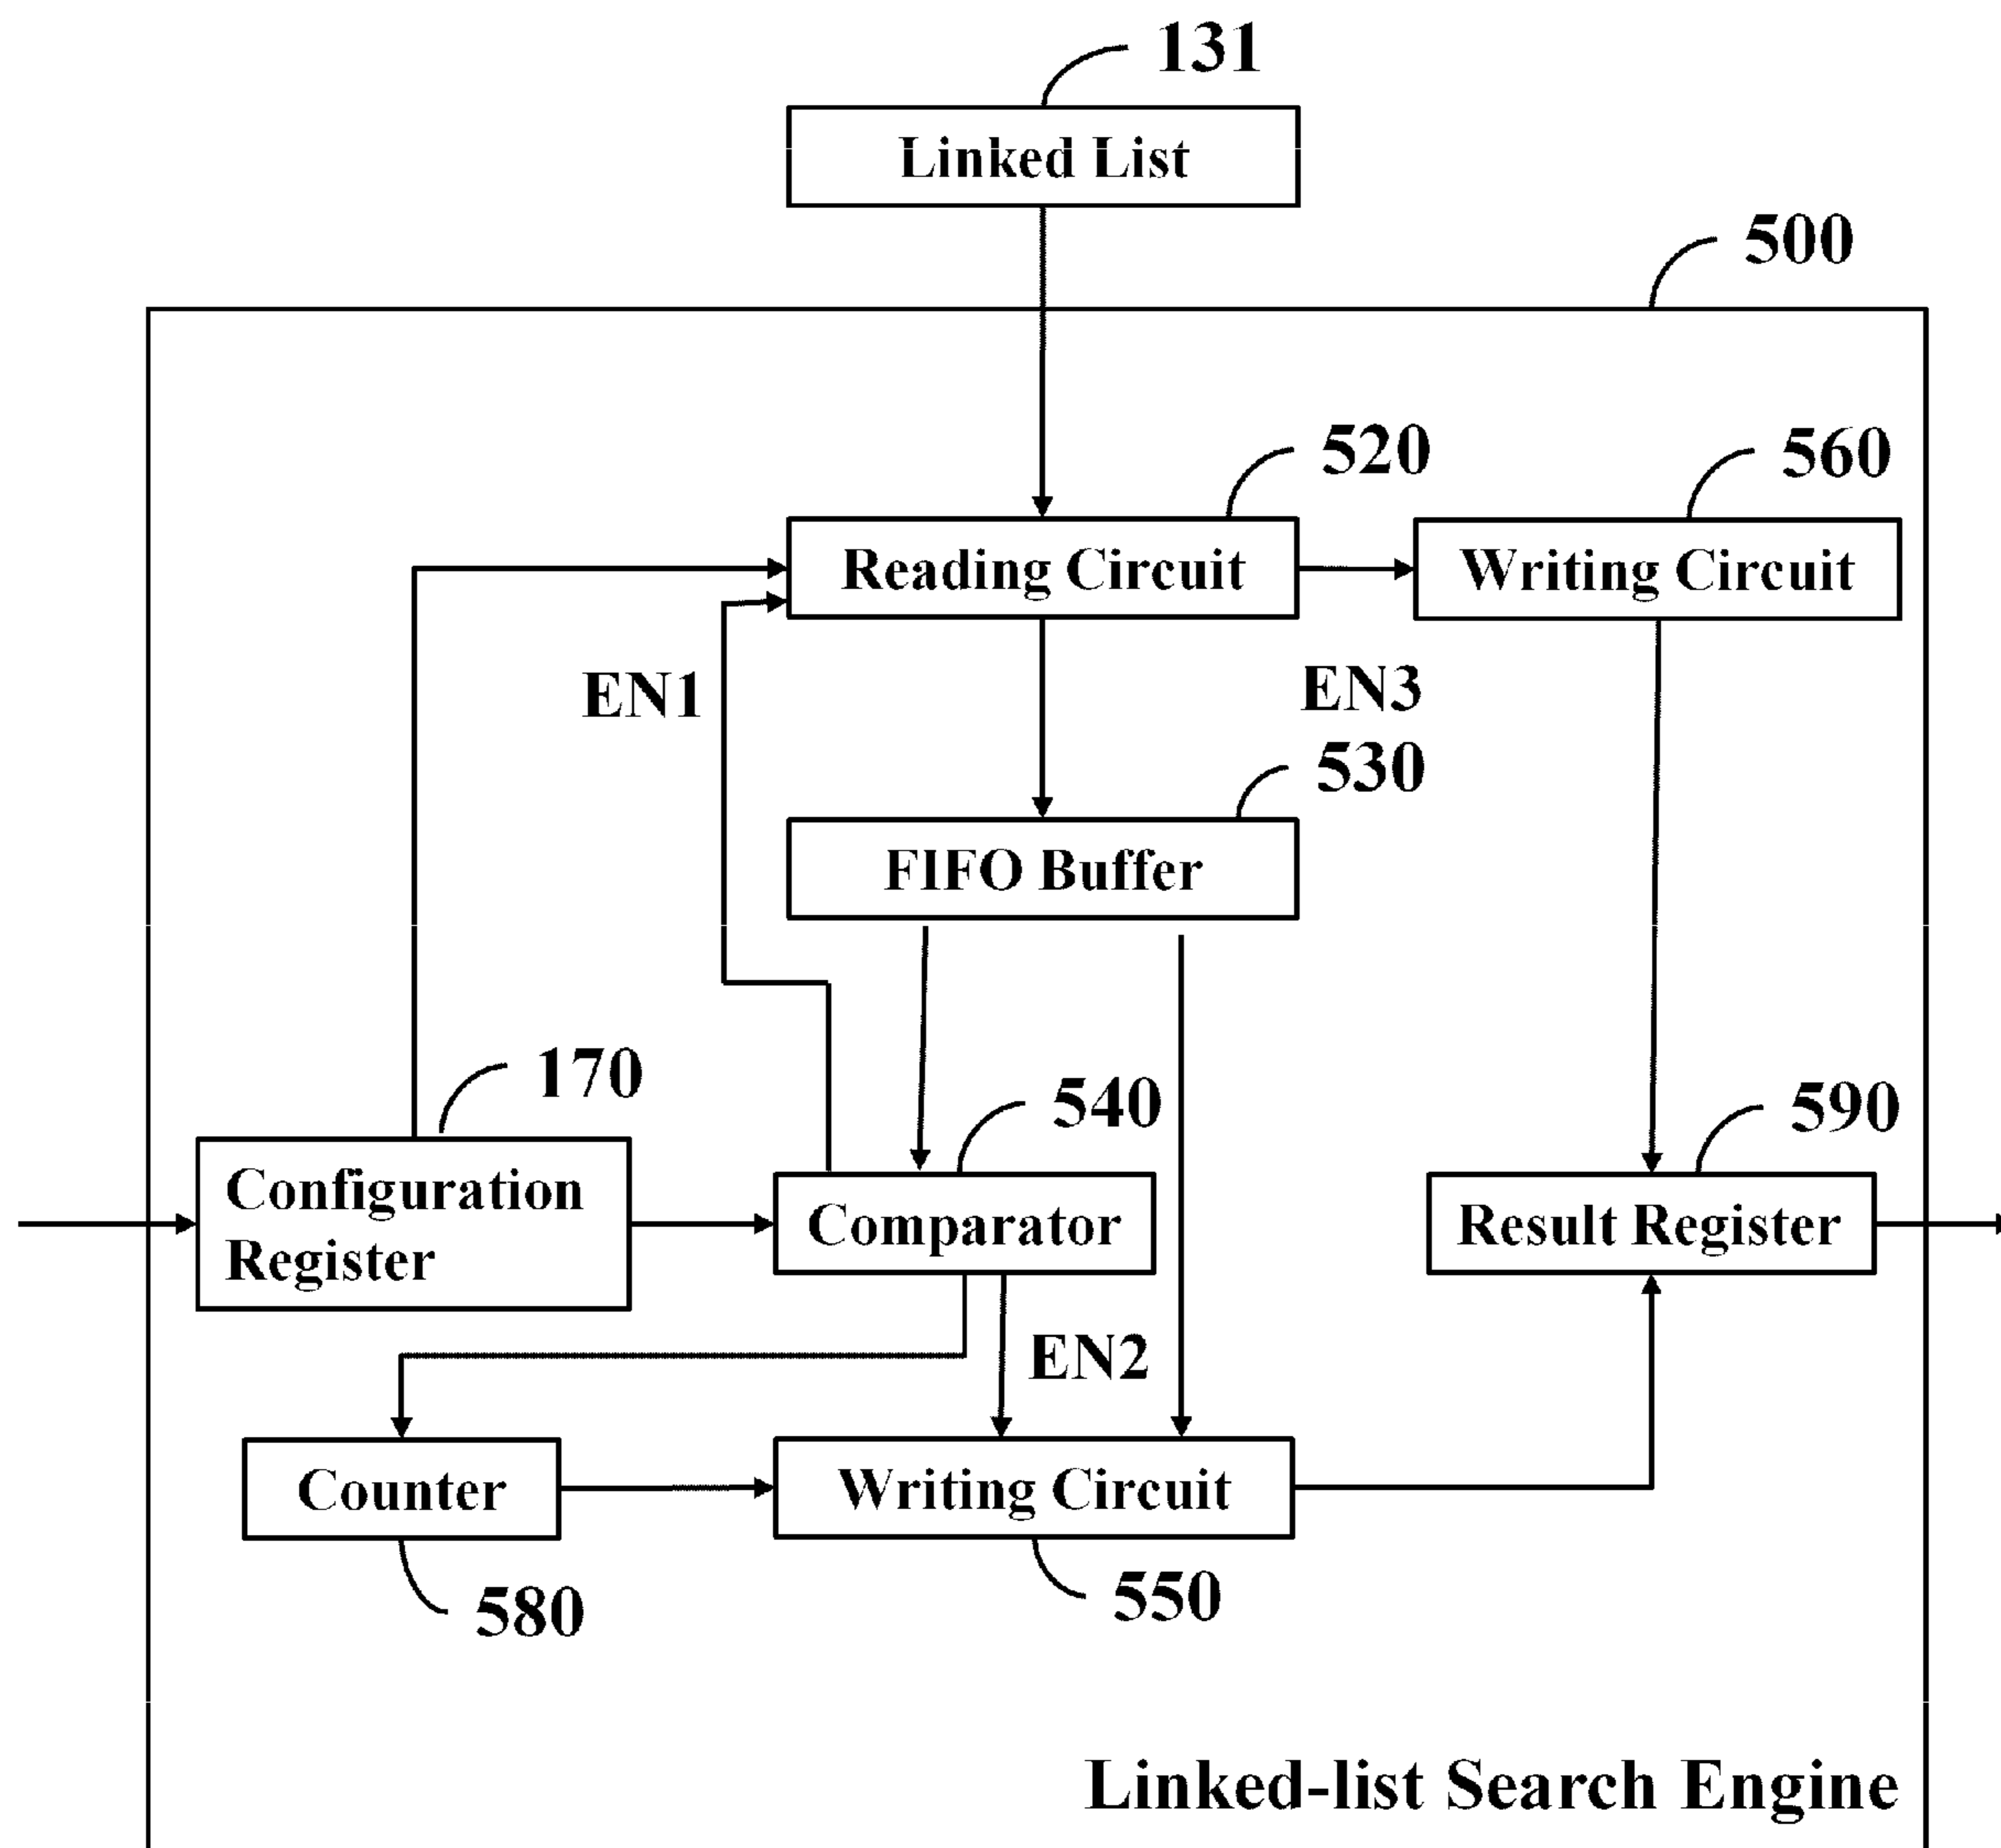 131
Linked List
500
520
560
Reading Circuit
Writing Circuit
EN1
EN3
530
FIFO Buffer
170
540
590
Configuration
Register
Comparator
Result Register
EN2
Counter
Writing Circuit
580
550
Linked-list Search Engine